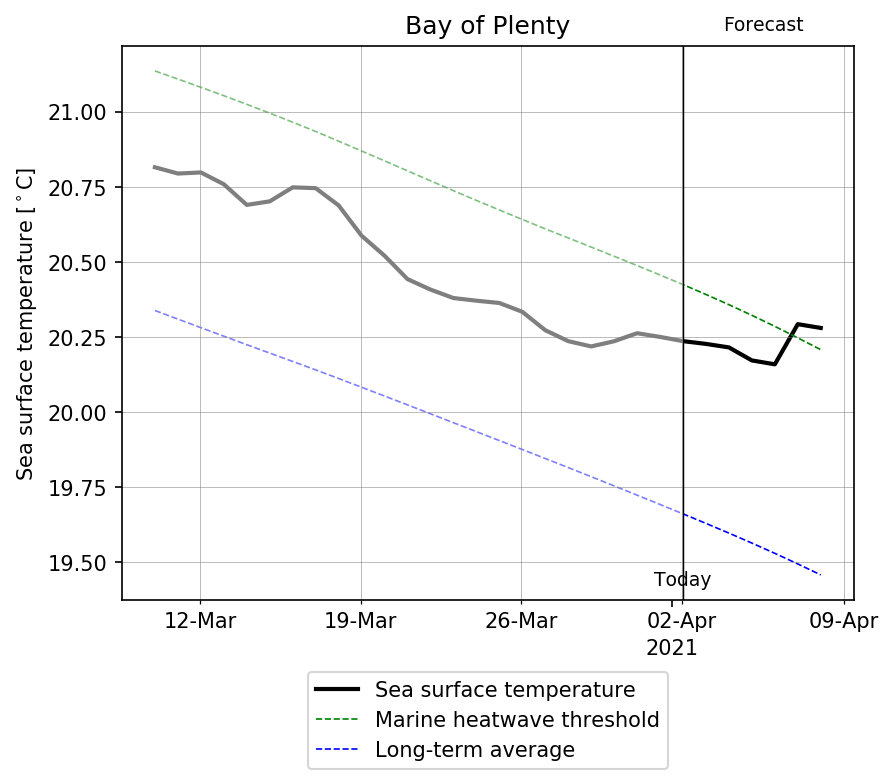 Bay of Plenty
Forecast
Sea surface temperature [°C]
21.00
20.75
20.50
20.25
20.00
19.75
19.50
Today
12-Mar
19-Mar
26-Mar
02-Apr
09-Apr
2021
Sea surface temperature
Marine heatwave threshold
Long-term average